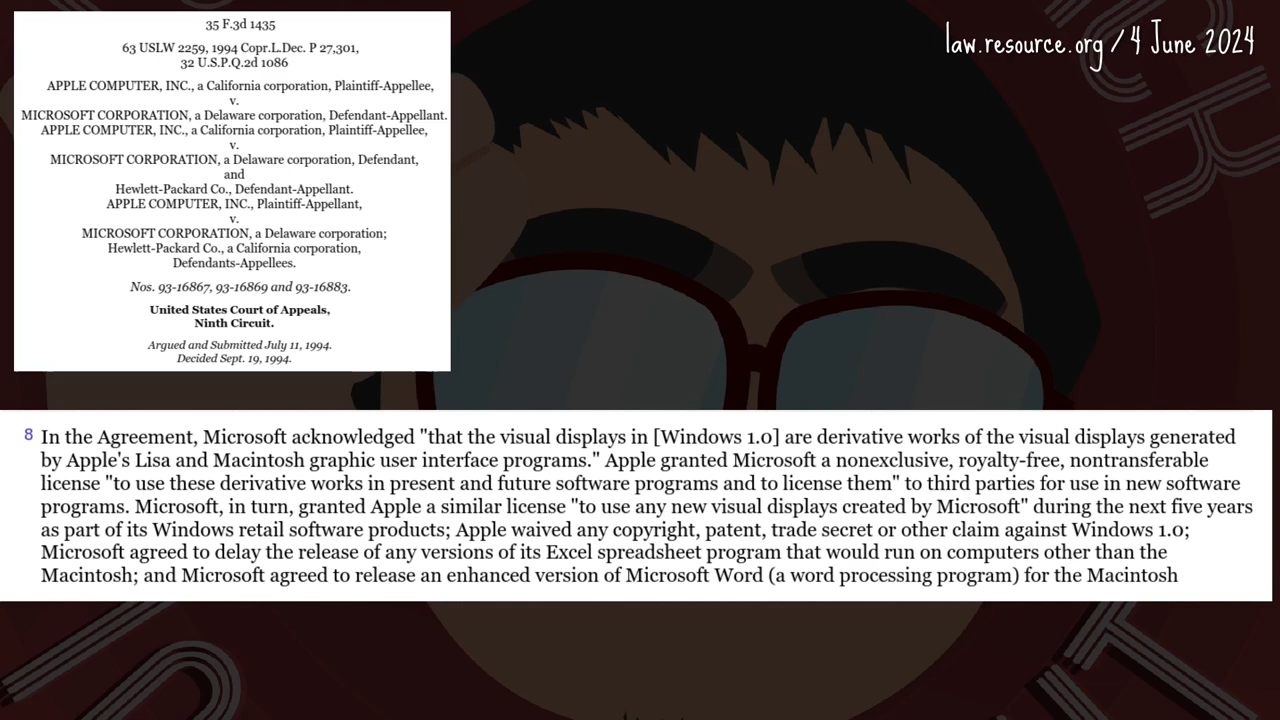 35 F.3d 1435
63 USLW 2259, 1994 Copr.L.Dec. P 27,301,
32 U.S.P.Q.2d 1086
APPLE COMPUTER, INC., a California corporation, Plaintiff-Appellee,
v.
MICROSOFT CORPORATION, a Delaware corporation, Defendant-Appellant.
APPLE COMPUTER, INC., a California corporation, Plaintiff-Appellee,
v.
MICROSOFT CORPORATION, a Delaware corporation, Defendant,
and
Hewlett-Packard Co., Defendant-Appellant.
APPLE COMPUTER, INC., Plaintiff-Appellant,
v.
MICROSOFT CORPORATION, a Delaware corporation;
Hewlett-Packard Co., a California corporation,
Defendants-Appellees.
Nos. 93-16867, 93-16869 and 93-16883.
United States Court of Appeals,
Ninth Circuit.
Argued and Submitted July 11, 1994.
Decided Sept. 19, 1994.
law.resource.org / 4 June 2024
8 In the Agreement, Microsoft acknowledged "that the visual displays in [Windows 1.0] are derivative works of the visual displays generated
by Apple's Lisa and Macintosh graphic user interface programs." Apple granted Microsoft a nonexclusive, royalty-free, nontransferable
license "to use these derivative works in present and future software programs and to license them" to third parties for use in new software
programs. Microsoft, in turn, granted Apple a similar license "to use any new visual displays created by Microsoft" during the next five years
as part of its Windows retail software products; Apple waived any copyright, patent, trade secret or other claim against Windows 1.0;
Microsoft agreed to delay the release of any versions of its Excel spreadsheet program that would run on computers other than the
Macintosh; and Microsoft agreed to release an enhanced version of Microsoft Word (a word processing program) for the Macintosh